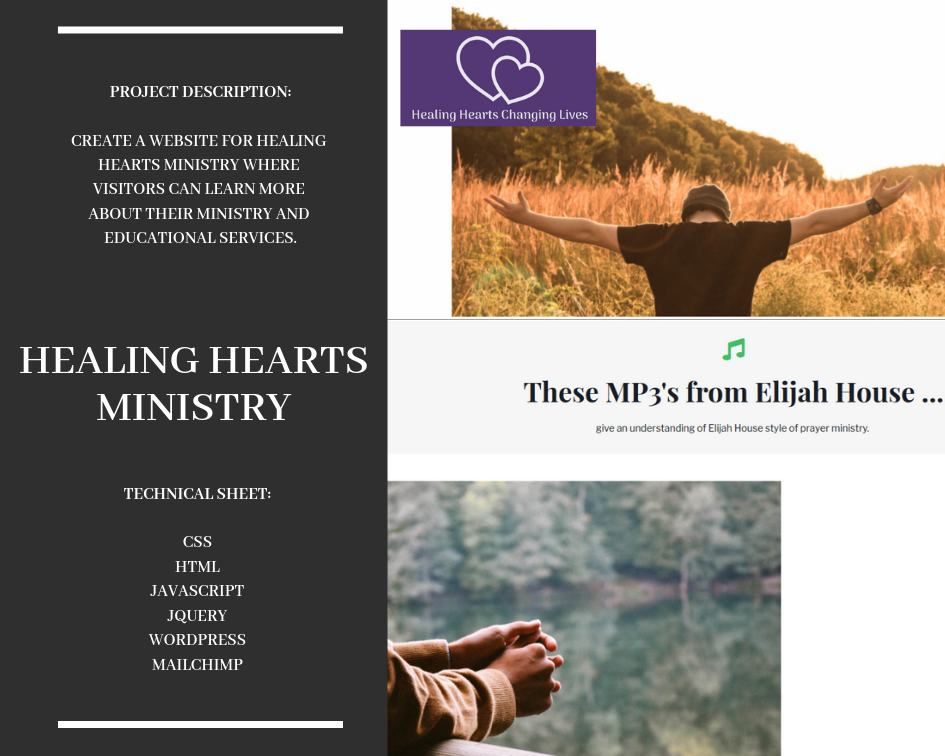 PROJECT DESCRIPTION:
CREATE A WEBSITE FOR HEALING
HEARTS MINISTRY WHERE
VISITORS CAN LEARN MORE
ABOUT THEIR MINISTRY AND
EDUCATIONAL SERVICES.
HEALING HEARTS
MINISTRY
TECHNICAL SHEET:
CSS
HTML
JAVASCRIPT
JQUERY
WORDPRESS
MAILCHIMP
Healing Hearts Changing Lives
These MP3's from Elijah House ...
give an understanding of Elijah House style of prayer ministry.